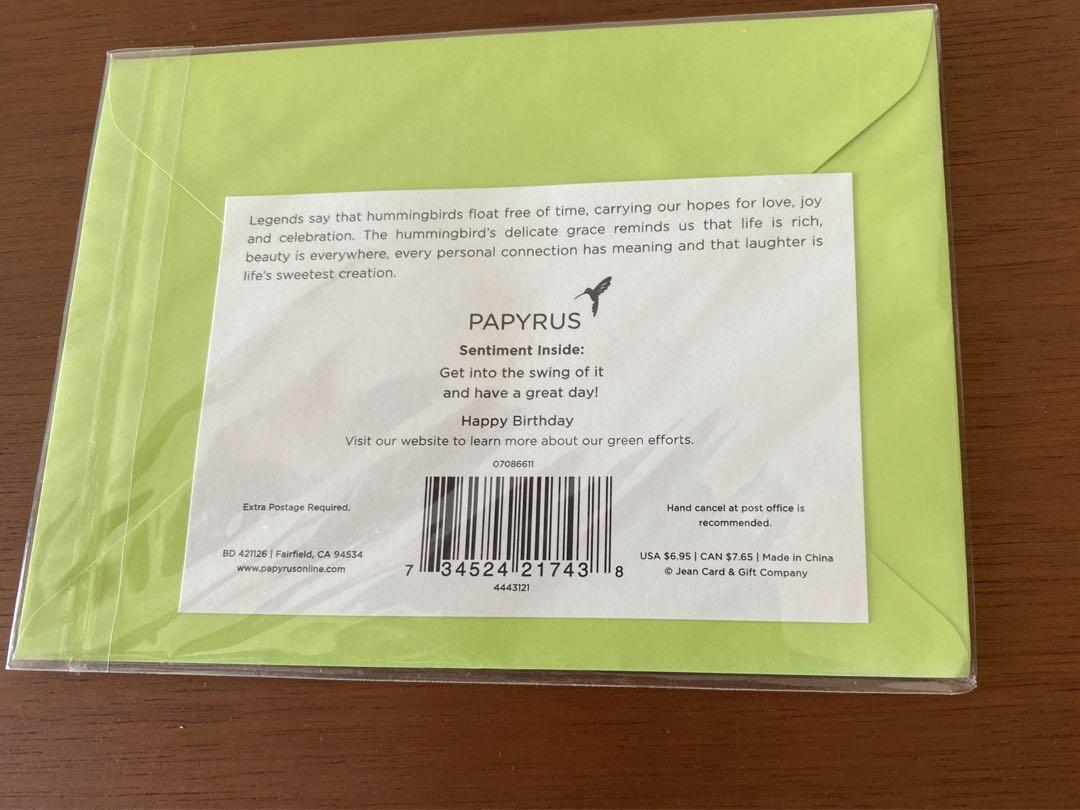 Legends say that hummingbirds float free of time, carrying our hopes for love, joy
and celebration. The hummingbird's delicate grace reminds us that life is rich,
beauty is everywhere, every personal connection has meaning and that laughter is
life's sweetest creation.
PAPYRUS
Sentiment Inside:
Get into the swing of it
and have a great day!
Happy Birthday
Visit our website to learn more about our green efforts.
07086611
Extra Postage Required.
Hand cancel at post office is
recommended.
BD 421126 | Fairfield, CA 94534
www.papyrusonline.com
7 34524 21743 8
4443121
USA $6.95 | CAN $7.65 | Made in China
© Jean Card & Gift Company